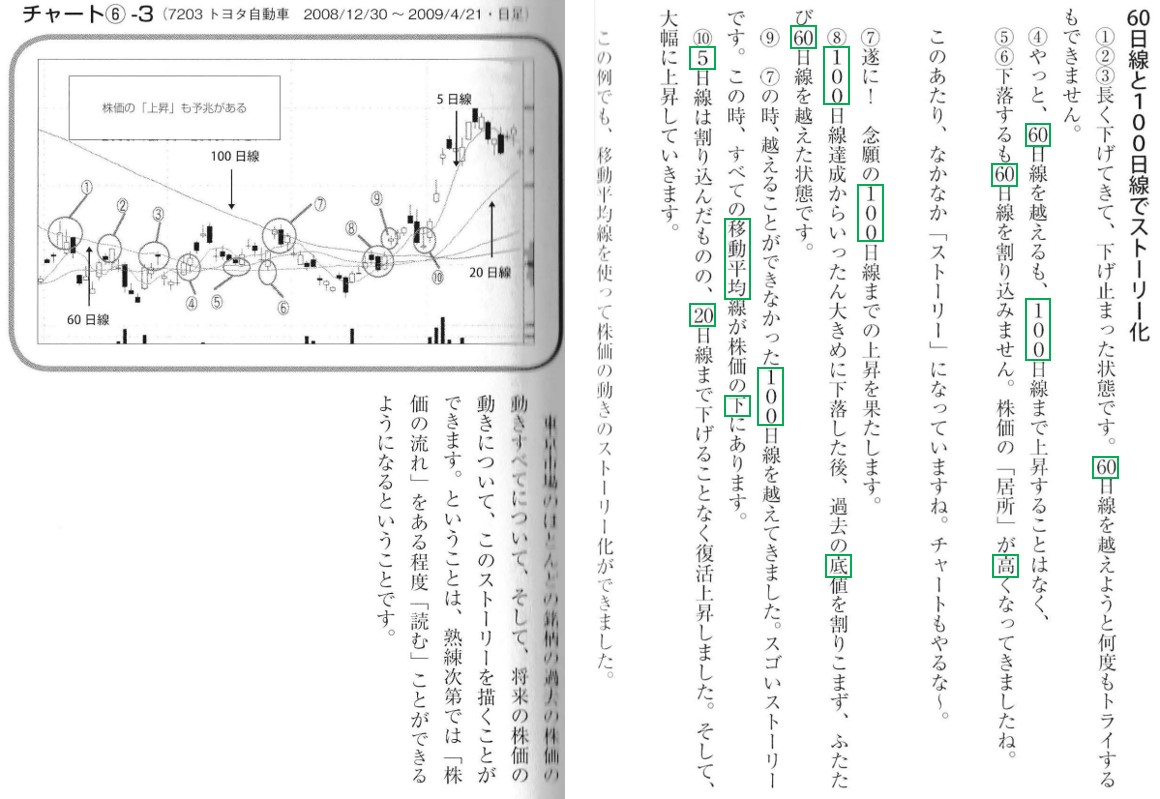 60日線と100日線でストーリー化
①②③長く下げてきて、下げ止まった状態です。60日線を越えようと何度もトライする
もできません。
④やっと、60日線を越えるも、100日線まで上昇することはなく、
⑤⑥下落するも60日線を割り込みません。株価の「居所」が高くなってきましたね。
このあたり、なかなか「ストーリー」になっていますね。チャートもやるな～。
⑦遂に！　念願の100日線までの上昇を果たします。
⑧100日線達成からいったん大きめに下落した後、過去の底値を割りこまず、ふたた
び60日線を越えた状態です。
⑨　⑦の時、越えることができなかった100日線を越えてきました。スゴいストーリー
です。この時、すべての移動平均線が株価の下にあります。
⑩5日線は割り込んだものの、20日線まで下げることなく復活上昇しました。そして、
大幅に上昇していきます。
この例でも、移動平均線を使って株価の動きのストーリー化ができました。
チャート⑥-3（7203 トヨタ自動車　2008/12/30～2009/4/21・日足）
株価の「上昇」も予兆がある
5日線
100日線
①
②
③
⑦
⑨
⑧
④
⑤
⑥
⑩
20日線
60日線
東京市場のほとんどの銘柄の過去の株価の
動きすべてについて、そして、将来の株価の
動きについて、このストーリーを描くことが
できます。ということは、熟練次第では「株
価の流れ」をある程度「読む」ことができる
ようになるということです。